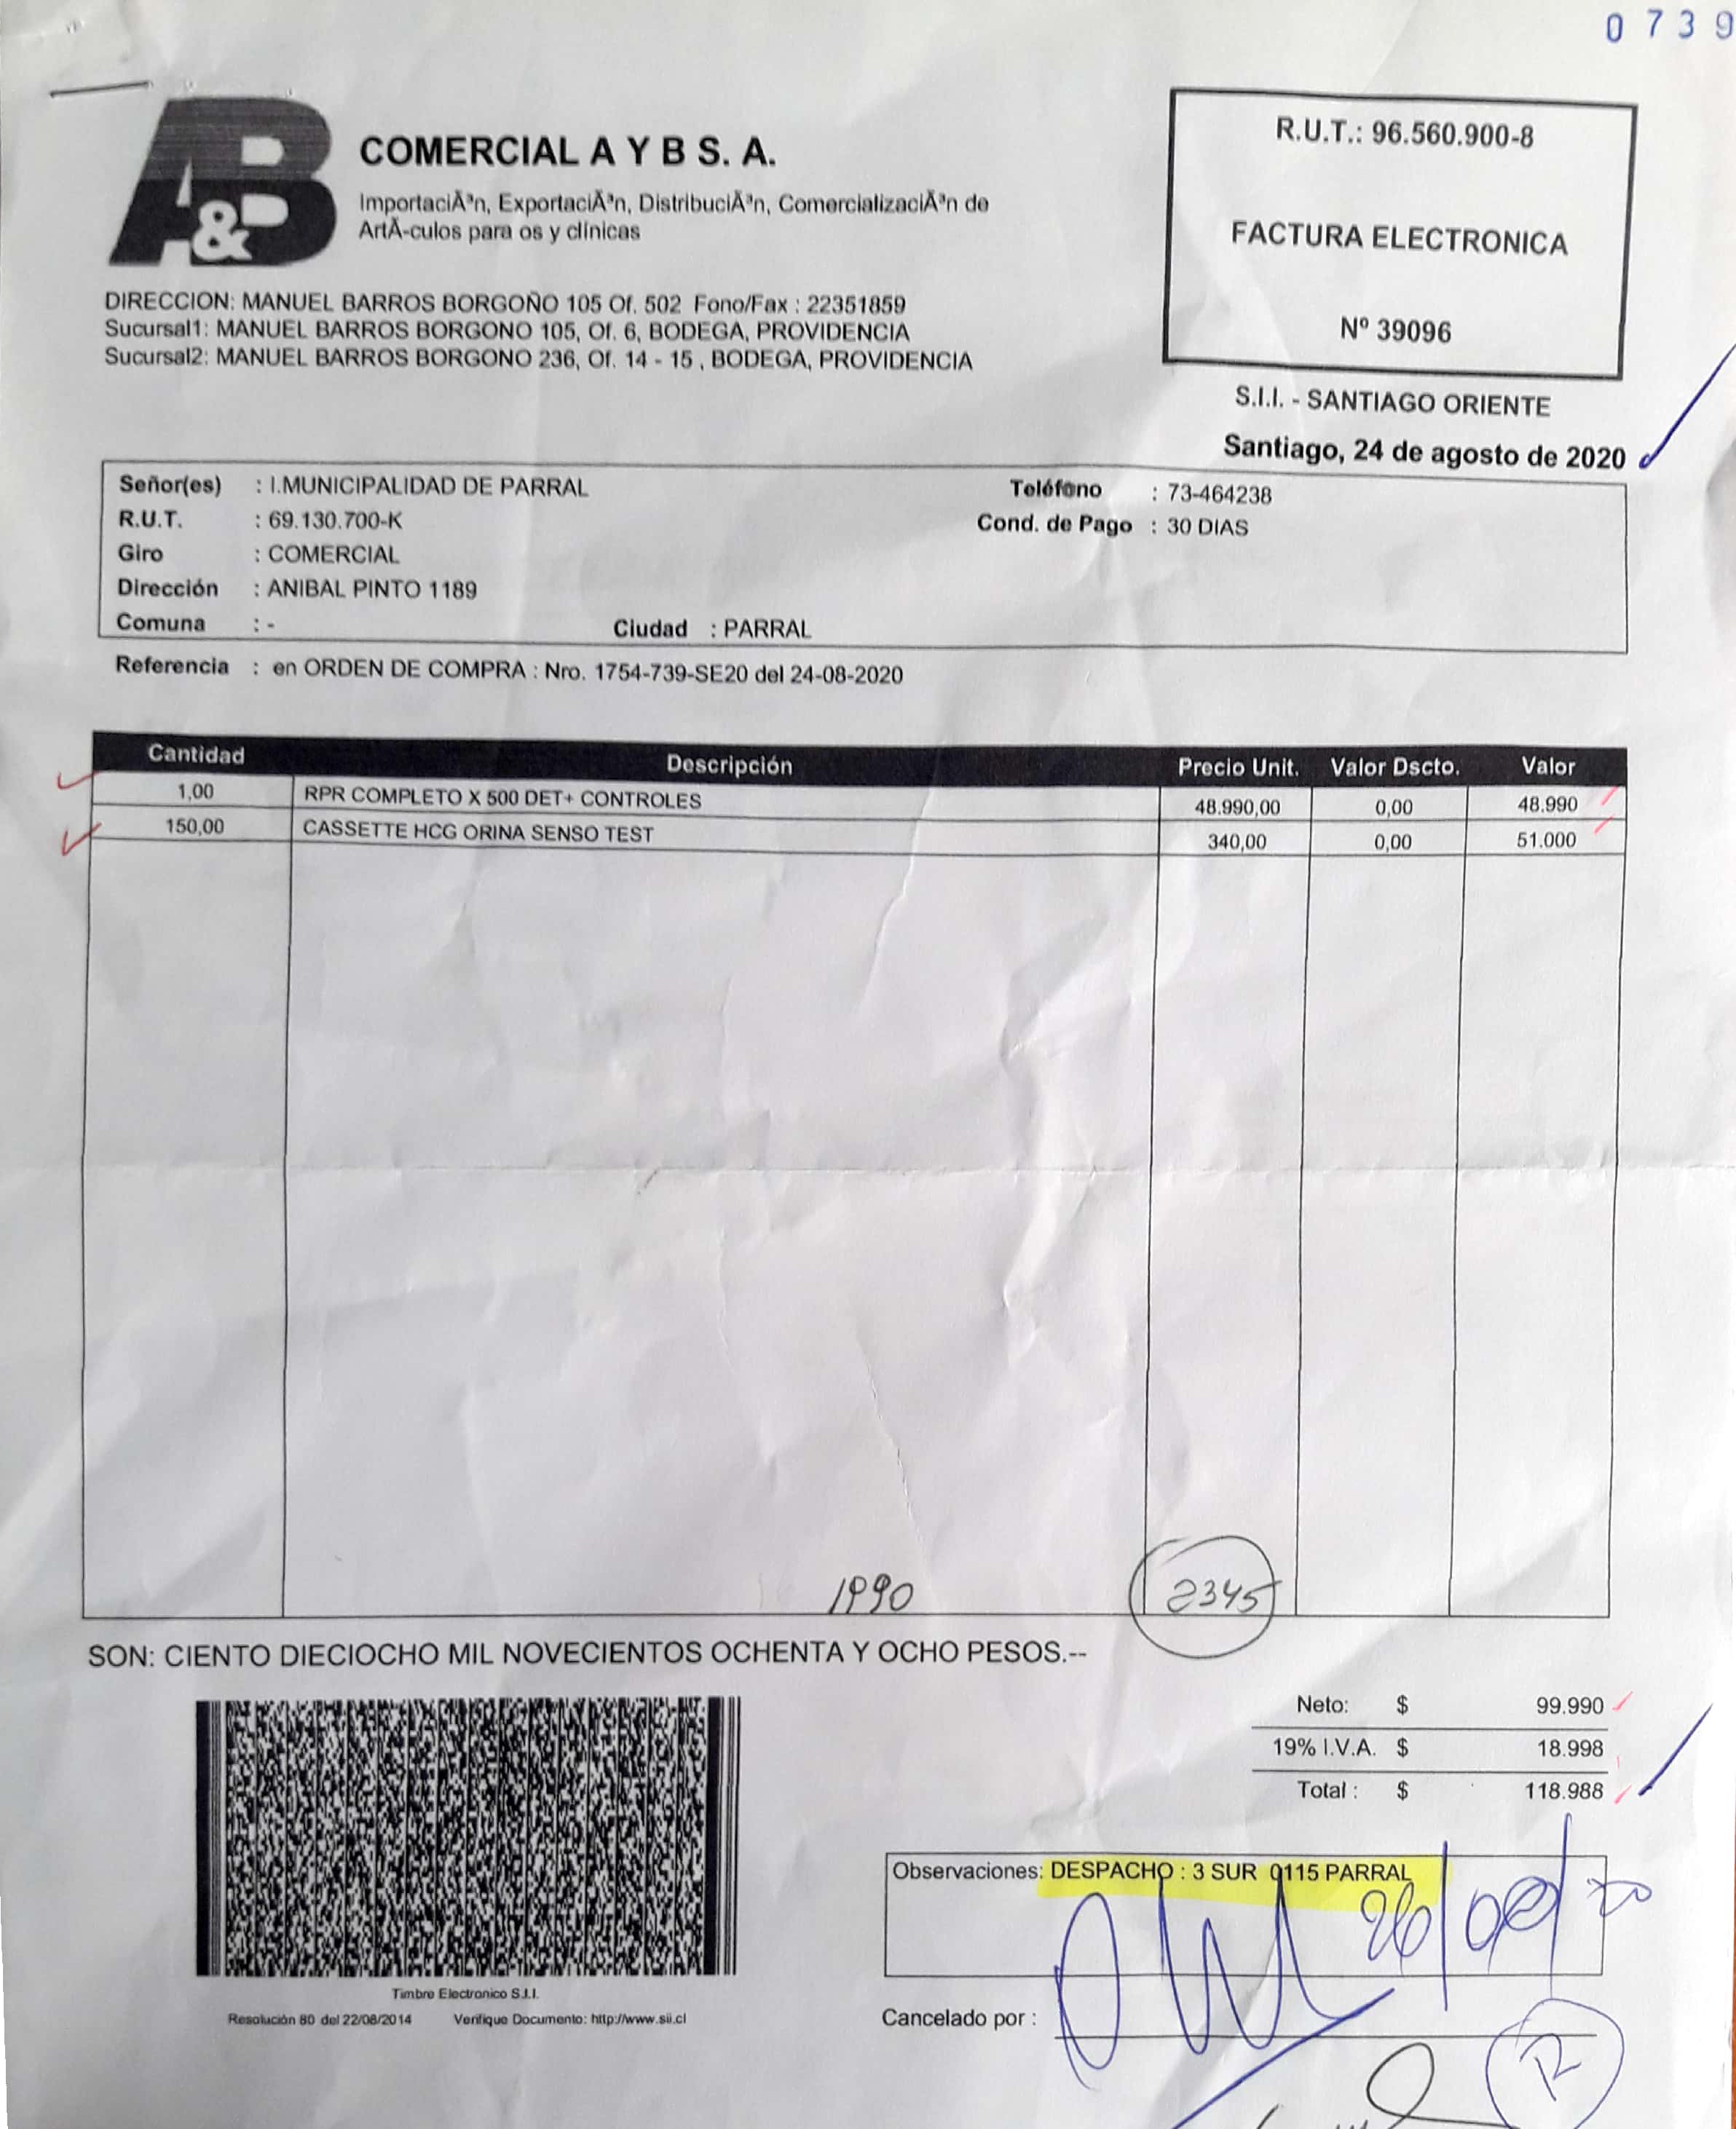 0 7 3 9
A&B
COMERCIAL A Y B S. A.
ImportaciÃ³n, ExportaciÃ³n, DistribuciÃ³n, ComercializaciÃ³n de
ArtÃ-culos para os y clínicas
R.U.T.: 96.560.900-8
FACTURA ELECTRONICA
Nº 39096
DIRECCION: MANUEL BARROS BORGOÑO 105 Of. 502 Fono/Fax : 22351859
Sucursal1: MANUEL BARROS BORGONO 105, Of. 6, BODEGA, PROVIDENCIA
Sucursal2: MANUEL BARROS BORGONO 236, Of. 14 - 15 , BODEGA, PROVIDENCIA
S.I.I. - SANTIAGO ORIENTE
Santiago, 24 de agosto de 2020
Señor(es) : I.MUNICIPALIDAD DE PARRAL Teléfono : 73-464238
R.U.T. : 69.130.700-K Cond. de Pago : 30 DIAS
Giro : COMERCIAL
Dirección : ANIBAL PINTO 1189
Comuna : - Ciudad : PARRAL
Referencia : en ORDEN DE COMPRA : Nro. 1754-739-SE20 del 24-08-2020
Cantidad Descripción Precio Unit. Valor Dscto. Valor
1,00 RPR COMPLETO X 500 DET+ CONTROLES 48.990,00 0,00 48.990
150,00 CASSETTE HCG ORINA SENSO TEST 340,00 0,00 51.000
1990 2345
SON: CIENTO DIECIOCHO MIL NOVECIENTOS OCHENTA Y OCHO PESOS.--
Neto: $ 99.990
19% I.V.A. $ 18.998
Total : $ 118.988
Observaciones: DESPACHO : 3 SUR 0115 PARRAL
26/08/20
Timbre Electronico S.I.I.
Resolución 80 del 22/08/2014 Verifique Documento: http://www.sii.cl
Cancelado por :
R